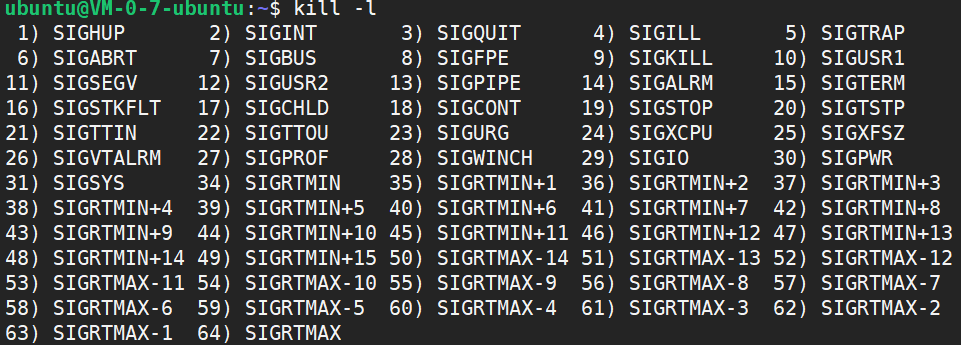 ubuntu@VM-0-7-ubuntu:~$ kill -l
 1) SIGHUP       2) SIGINT       3) SIGQUIT      4) SIGILL       5) SIGTRAP
 6) SIGABRT      7) SIGBUS       8) SIGFPE       9) SIGKILL     10) SIGUSR1
11) SIGSEGV     12) SIGUSR2     13) SIGPIPE     14) SIGALRM     15) SIGTERM
16) SIGSTKFLT   17) SIGCHLD     18) SIGCONT     19) SIGSTOP     20) SIGTSTP
21) SIGTTIN     22) SIGTTOU     23) SIGURG      24) SIGXCPU     25) SIGXFSZ
26) SIGVTALRM   27) SIGPROF     28) SIGWINCH    29) SIGIO       30) SIGPWR
31) SIGSYS      34) SIGRTMIN    35) SIGRTMIN+1  36) SIGRTMIN+2  37) SIGRTMIN+3
38) SIGRTMIN+4  39) SIGRTMIN+5  40) SIGRTMIN+6  41) SIGRTMIN+7  42) SIGRTMIN+8
43) SIGRTMIN+9  44) SIGRTMIN+10 45) SIGRTMIN+11 46) SIGRTMIN+12 47) SIGRTMIN+13
48) SIGRTMIN+14 49) SIGRTMIN+15 50) SIGRTMAX-14 51) SIGRTMAX-13 52) SIGRTMAX-12
53) SIGRTMAX-11 54) SIGRTMAX-10 55) SIGRTMAX-9  56) SIGRTMAX-8  57) SIGRTMAX-7
58) SIGRTMAX-6  59) SIGRTMAX-5  60) SIGRTMAX-4  61) SIGRTMAX-3  62) SIGRTMAX-2
63) SIGRTMAX-1  64) SIGRTMAX